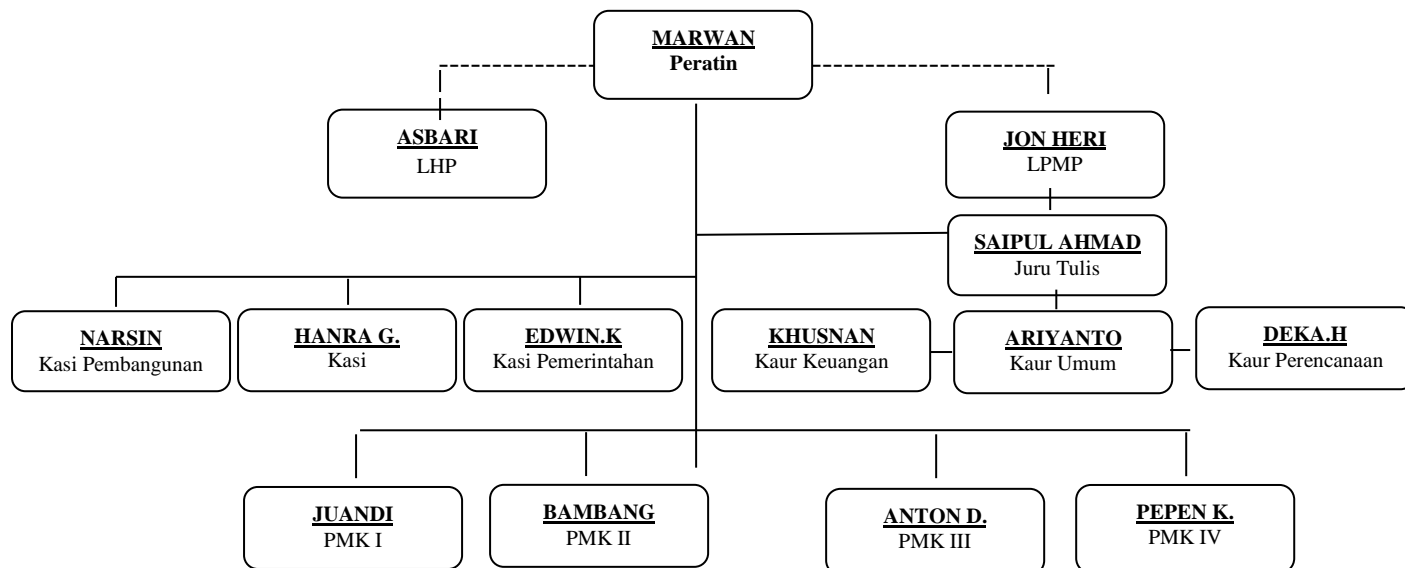 MARWAN
Peratin
ASBARI
LHP
JON HERI
LPMP
SAIPUL AHMAD
Juru Tulis
NARSIN
Kasi Pembangunan
HANRA G.
Kasi
EDWIN.K
Kasi Pemerintahan
KHUSNAN
Kaur Keuangan
ARIYANTO
Kaur Umum
DEKA.H
Kaur Perencanaan
JUANDI
PMK I
BAMBANG
PMK II
ANTON D.
PMK III
PEPEN K.
PMK IV